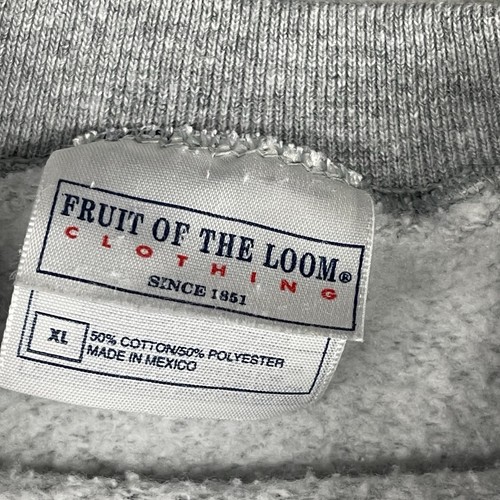 FRUIT OF THE LOOM®
CLOTHING
SINCE 1851
XL
50% COTTON/50% POLYESTER
MADE IN MEXICO